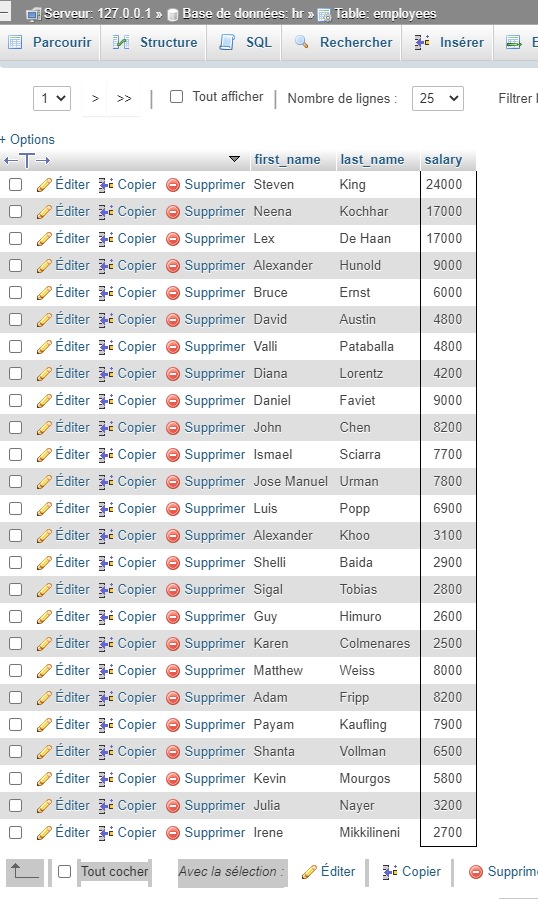 Serveur: 127.0.0.1 » Base de données: hr » Table: employees
Parcourir Structure SQL Rechercher Insérer E
1 > >> | Tout afficher | Nombre de lignes : 25 Filtrer
+ Options
first_name last_name salary
Éditer Copier Supprimer Steven King 24000
Éditer Copier Supprimer Neena Kochhar 17000
Éditer Copier Supprimer Lex De Haan 17000
Éditer Copier Supprimer Alexander Hunold 9000
Éditer Copier Supprimer Bruce Ernst 6000
Éditer Copier Supprimer David Austin 4800
Éditer Copier Supprimer Valli Pataballa 4800
Éditer Copier Supprimer Diana Lorentz 4200
Éditer Copier Supprimer Daniel Faviet 9000
Éditer Copier Supprimer John Chen 8200
Éditer Copier Supprimer Ismael Sciarra 7700
Éditer Copier Supprimer Jose Manuel Urman 7800
Éditer Copier Supprimer Luis Popp 6900
Éditer Copier Supprimer Alexander Khoo 3100
Éditer Copier Supprimer Shelli Baida 2900
Éditer Copier Supprimer Sigal Tobias 2800
Éditer Copier Supprimer Guy Himuro 2600
Éditer Copier Supprimer Karen Colmenares 2500
Éditer Copier Supprimer Matthew Weiss 8000
Éditer Copier Supprimer Adam Fripp 8200
Éditer Copier Supprimer Payam Kaufling 7900
Éditer Copier Supprimer Shanta Vollman 6500
Éditer Copier Supprimer Kevin Mourgos 5800
Éditer Copier Supprimer Julia Nayer 3200
Éditer Copier Supprimer Irene Mikkilineni 2700
Tout cocher Avec la sélection : Éditer Copier Supprim